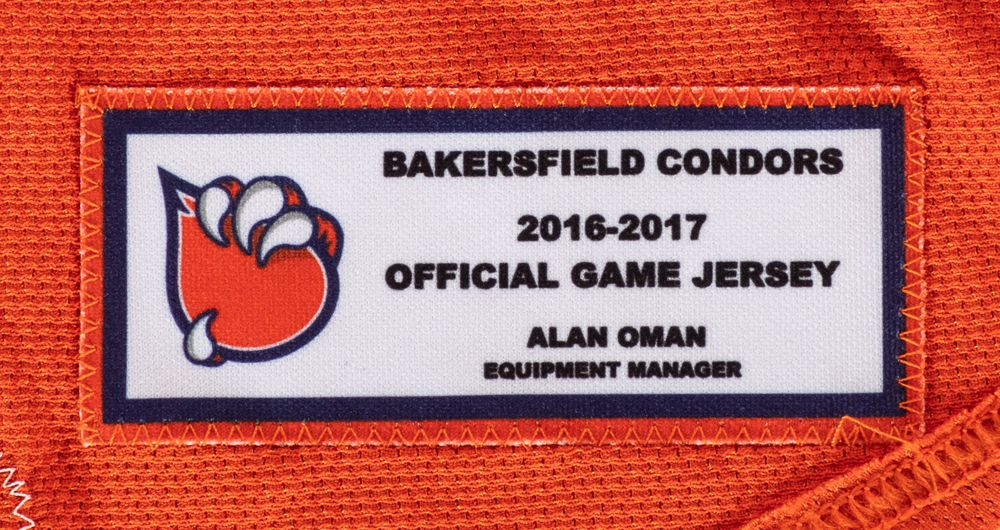 BAKERSFIELD CONDORS
2016-2017
OFFICIAL GAME JERSEY
ALAN OMAN
EQUIPMENT MANAGER